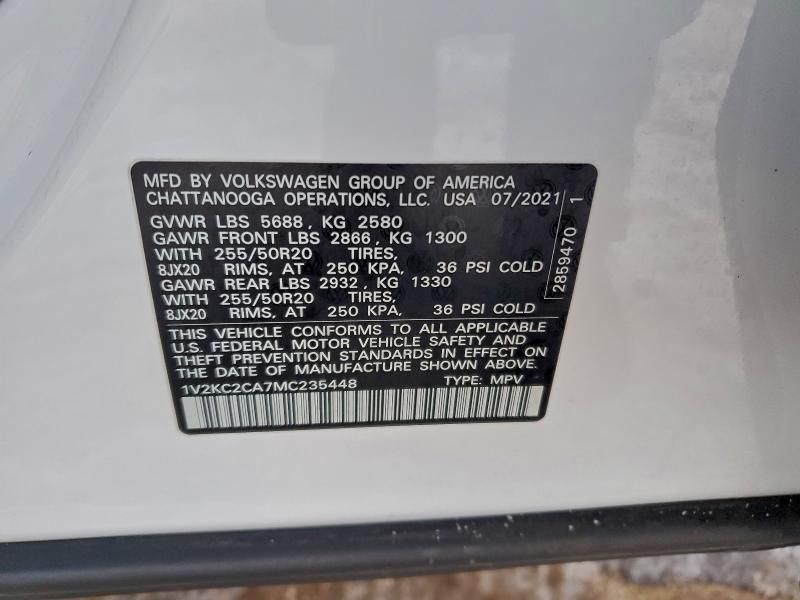 MFD BY VOLKSWAGEN GROUP OF AMERICA
CHATTANOOGA OPERATIONS, LLC. USA 07/2021
GVWR LBS 5688, KG 2580
GAWR FRONT LBS 2866, KG 1300
WITH 255/50R20 TIRES,
8JX20 RIMS, AT 250 KPA, 36 PSI COLD
GAWR REAR LBS 2932, KG 1330
WITH 255/50R20 TIRES,
8JX20 RIMS, AT 250 KPA, 36 PSI COLD
THIS VEHICLE CONFORMS TO ALL APPLICABLE
U.S. FEDERAL MOTOR VEHICLE SAFETY AND
THEFT PREVENTION STANDARDS IN EFFECT ON
THE DATE OF MANUFACTURE SHOWN ABOVE.
1V2KC2CA7MC235448 TYPE: MPV
2859470 1